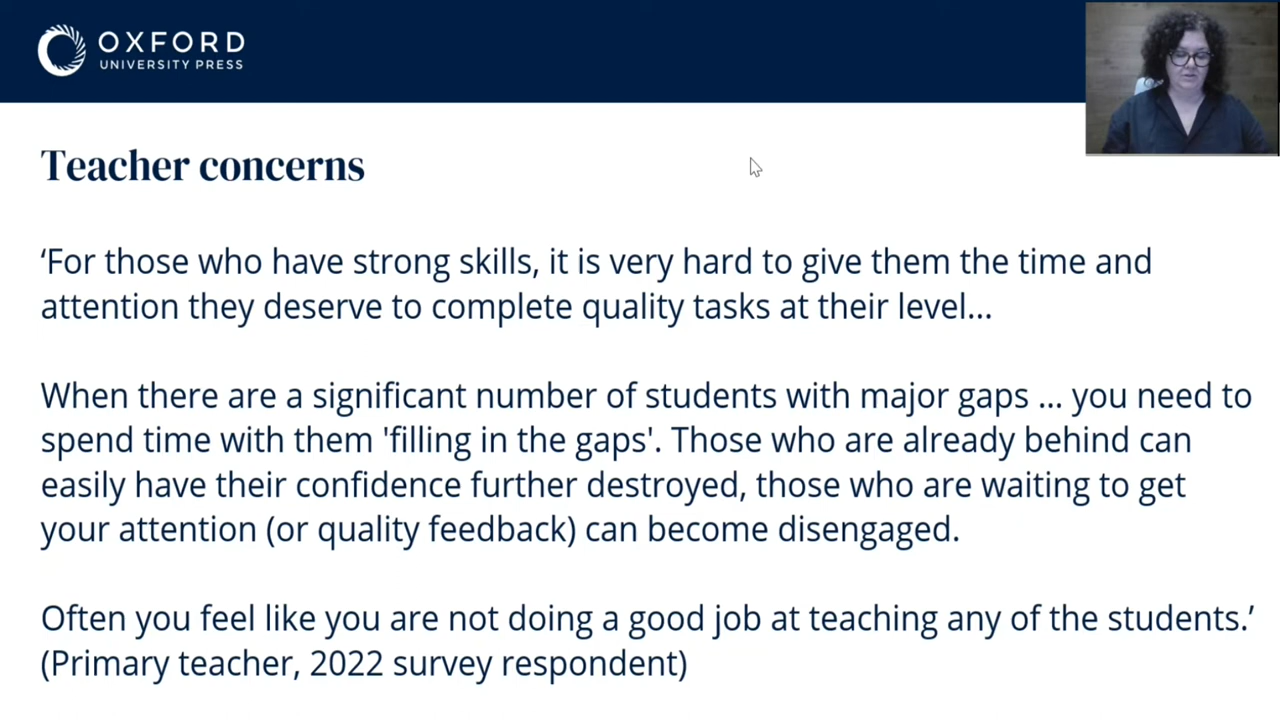 OXFORD
UNIVERSITY PRESS
Teacher concerns
‘For those who have strong skills, it is very hard to give them the time and
attention they deserve to complete quality tasks at their level...
When there are a significant number of students with major gaps ... you need to
spend time with them 'filling in the gaps'. Those who are already behind can
easily have their confidence further destroyed, those who are waiting to get
your attention (or quality feedback) can become disengaged.
Often you feel like you are not doing a good job at teaching any of the students.’
(Primary teacher, 2022 survey respondent)